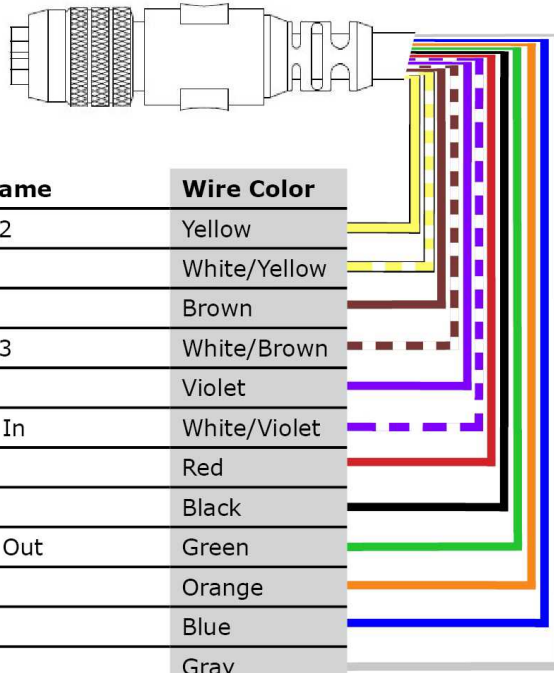 ame Wire Color
2 Yellow
White/Yellow
Brown
3 White/Brown
Violet
In White/Violet
Red
Black
Out Green
Orange
Blue
Gray